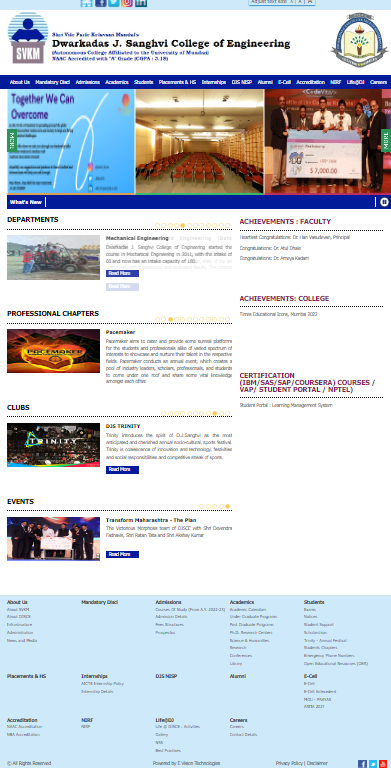 Adjust text size
SVKM
Shri Vile Parle Kelavani Mandal's
Dwarkadas J. Sanghvi College of Engineering
(Autonomous College Affiliated to the University of Mumbai)
NAAC Accredited with "A" Grade (CGPA : 3.18)
About Us Mandatory Discl Admissions Academics Students Placements & HS Internships DJS NISP Alumni E-Cell Accreditation NIRF Life@DJ Careers
Together We Can
Overcome
$ 7,000.00
MORE
MORE
What's New
DEPARTMENTS
Mechanical Engineering
Dwarkadas J. Sanghvi College of Engineering started the
course in Mechanical Engineering in 2011, with the intake of
60 and now has an intake capacity of 180.
Read More
Read More
PROFESSIONAL CHAPTERS
PACEMAKER
Pacemaker
Pacemaker aims to cater and provide some surreal platforms
for the students and professionals alike of varied spectrum of
interests to showcase and nurture their talent in the respective
fields. Pacemaker conducts an annual event, which creates a
pool of industry leaders, scholars, professionals, and students
to come under one roof and share some vital knowledge
amongst each other.
CLUBS
TRINITY
DJS TRINITY
Trinity introduces the spirit of D.J.Sanghvi as the most
anticipated and cherished annual socio-cultural, sports festival.
Trinity is coalescence of innovation and technology, festivities
and social responsibilities and competitive streak of sports.
Read More
EVENTS
Transform Maharashtra - The Plan
The Victorious Morphosis team of DJSCE with Shri Devendra
Fadnavis, Shri Ratan Tata and Shri Akshay Kumar
Read More
ACHIEVEMENTS : FACULTY
Heartiest Congratulations: Dr. Hari Vasudevan, Principal
Congratulations: Dr. Atul Dhale
Congratulations: Dr. Ameya Kadam
ACHIEVEMENTS: COLLEGE
Times Educational Icons, Mumbai 2022
CERTIFICATION
(IBM/SAS/SAP/COURSERA) COURSES /
VAP/ STUDENT PORTAL / NPTEL)
Student Portal : Learning Management System
About Us
About SVKM
About DJSCE
Infrastructure
Administration
News and Media
Mandatory Discl
Admissions
Courses Of Study (From A.Y. 2021-22)
Admission Details
Fees Structures
Prospectus
Academics
Academic Calendars
Under Graduate Programs
Post Graduate Programs
Ph.D. Research Centers
Science & Humanities
Research
Conferences
Library
Students
Exams
Notices
Student Support
Scholarships
Trinity - Annual Festival
Students Chapters
Emergency Phone Numbers
Open Educational Resources (OER)
Placements & HS
Internships
AICTE Internship Policy
Internship Details
DJS NISP
Alumni
E-Cell
E-Cell
E-Cell Antecedent
ARIIA 2021
Accreditation
NAAC Accreditation
NBA Accreditation
NIRF
NIRF
Life@DJ
Life @ DJSCE : Activities
Gallery
NSS
Best Practices
Careers
Careers
Contact Details
© All Rights Reserved
Powered by E Vision Technologies
Privacy Policy | Disclaimer